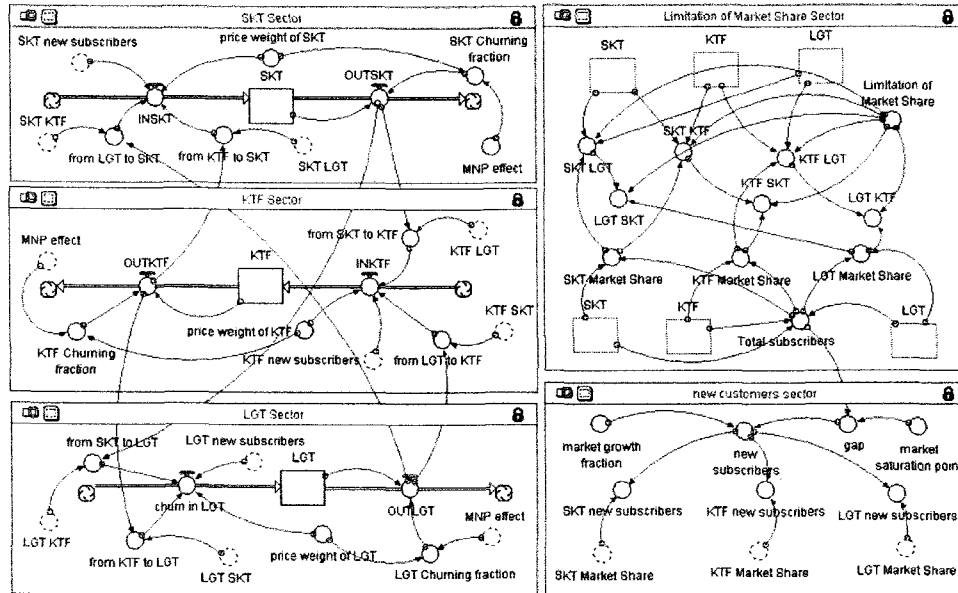 SKT Sector
SKT new subscribers
price weight of SKT
SKT
OUTSKT
SKT Churning
fraction
INSKT
SKT KTF
from LGT to SKT
from KTF to SKT
SKT LGT
MNP effect
KTF Sector
MNP effect
OUTKTF
KTF
from SKT to KTF
INKTF
KTF LGT
KTF SKT
price weight of KTF
KTF Churning
fraction
KTF new subscribers
from LGT to KTF
LGT Sector
from SKT to LGT
LGT new subscribers
LGT
churn in LGT
OUTLGT
MNP effect
LGT KTF
from KTF to LGT
LGT SKT
price weight of LGT
LGT Churning fraction
Limitation of Market Share Sector
SKT
KTF
LGT
Limitation of
Market Share
SKT LGT
SKT KTF
KTF LGT
LGT SKT
KTF SKT
LGT KTF
SKT Market Share
KTF Market Share
LGT Market Share
SKT
KTF
LGT
Total subscribers
new customers sector
market growth
fraction
new
subscribers
gap
market
saturation point
SKT new subscribers
KTF new subscribers
LGT new subscribers
SKT Market Share
KTF Market Share
LGT Market Share